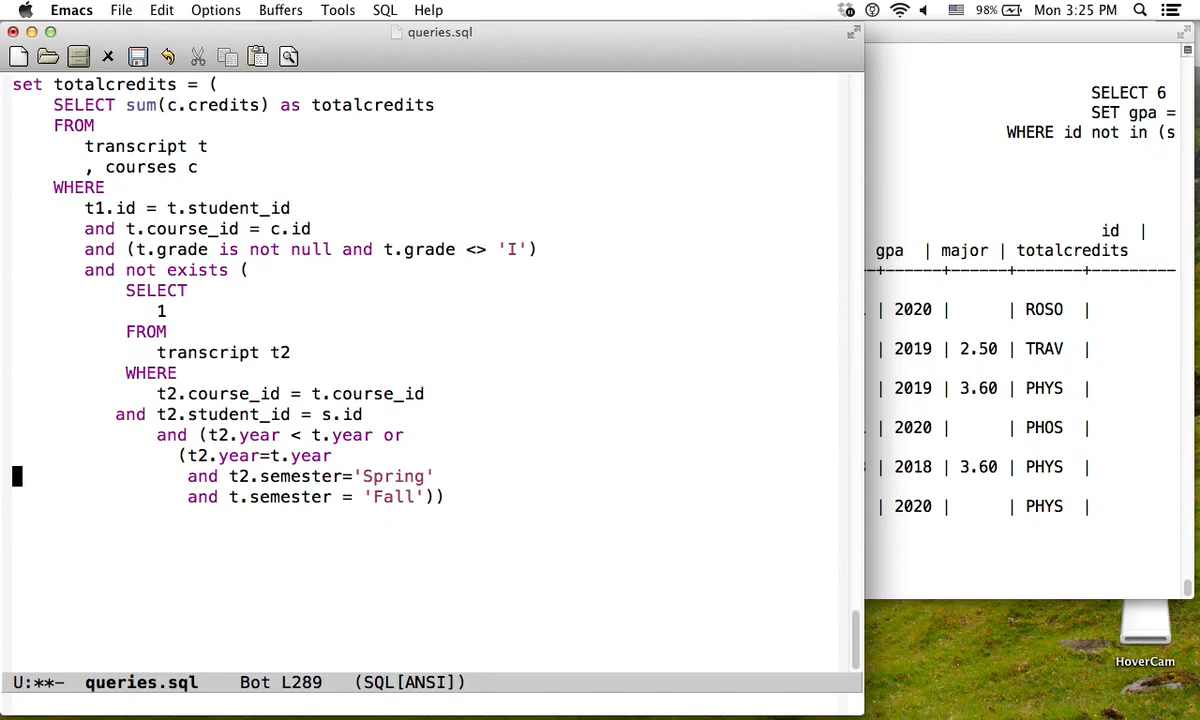 Emacs File Edit Options Buffers Tools SQL Help 98% Mon 3:25 PM
queries.sql
set totalcredits = (
SELECT sum(c.credits) as totalcredits
FROM
transcript t
, courses c
WHERE
t1.id = t.student_id
and t.course_id = c.id
and (t.grade is not null and t.grade <> 'I')
and not exists (
SELECT
1
FROM
transcript t2
WHERE
t2.course_id = t.course_id
and t2.student_id = s.id
and (t2.year < t.year or
(t2.year=t.year
and t2.semester='Spring'
and t.semester = 'Fall'))
U:**- queries.sql Bot L289 (SQL[ANSI])
SELECT 6
SET gpa =
WHERE id not in (s
id |
gpa | major | totalcredits
-+------+-------+-------+---------
| 2020 | | ROSO |
| 2019 | 2.50 | TRAV |
| 2019 | 3.60 | PHYS |
| 2020 | | PHOS |
| 2018 | 3.60 | PHYS |
| 2020 | | PHYS |
HoverCam